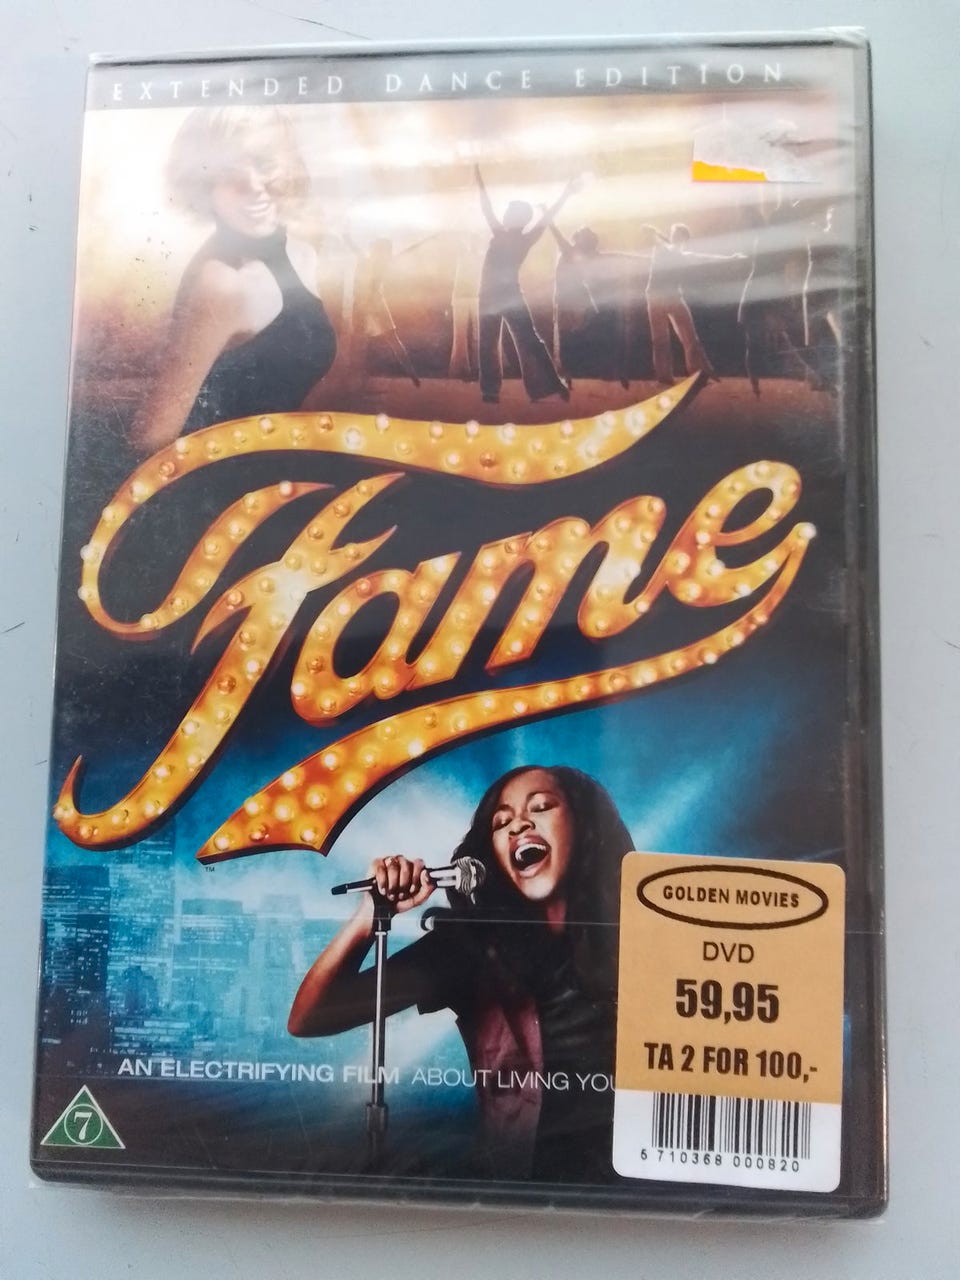 EXTENDED DANCE EDITION
Fame
TM
AN ELECTRIFYING FILM ABOUT LIVING YOU
7
GOLDEN MOVIES
DVD
59,95
TA 2 FOR 100,-
5 710368 000820